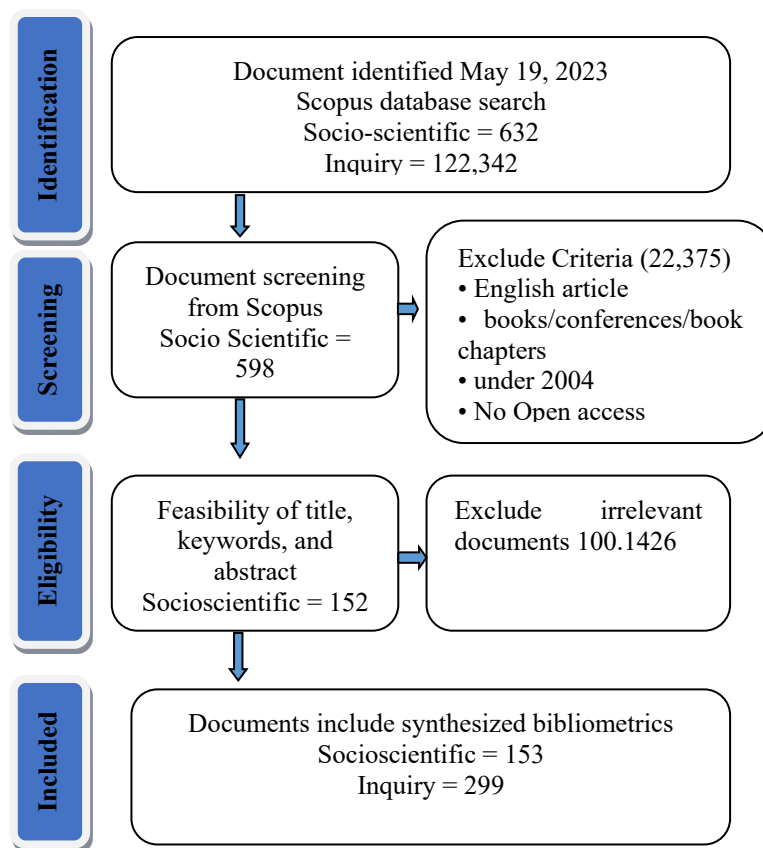 Identification
Document identified May 19, 2023
Scopus database search
Socio-scientific = 632
Inquiry = 122,342
Screening
Document screening
from Scopus
Socio Scientific =
598
Exclude Criteria (22,375)
• English article
• books/conferences/book
chapters
• under 2004
• No Open access
Eligibility
Feasibility of title,
keywords, and
abstract
Socioscientific = 152
Exclude irrelevant
documents 100.1426
Included
Documents include synthesized bibliometrics
Socioscientific = 153
Inquiry = 299